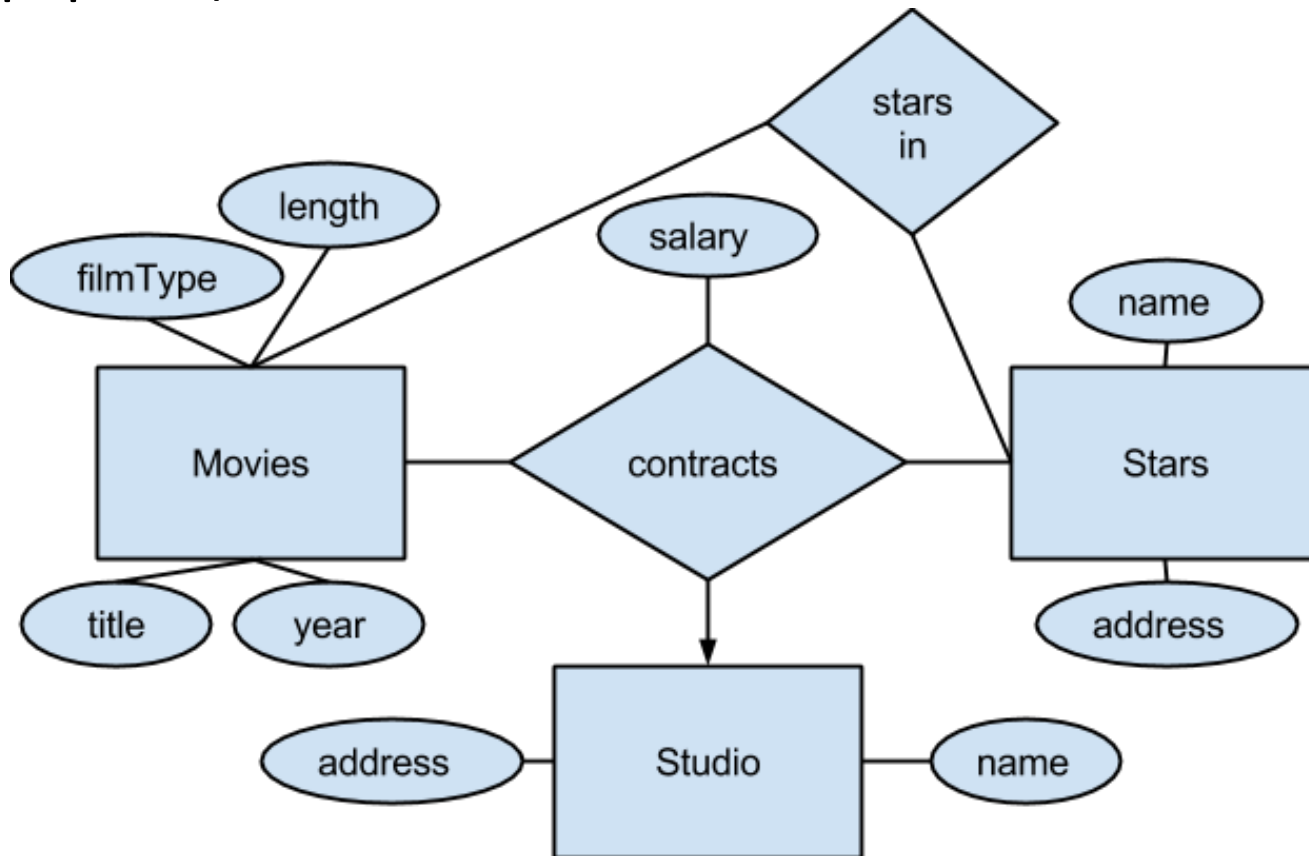 stars
in
length
salary
filmType
name
Movies
contracts
Stars
title
year
address
address
Studio
name